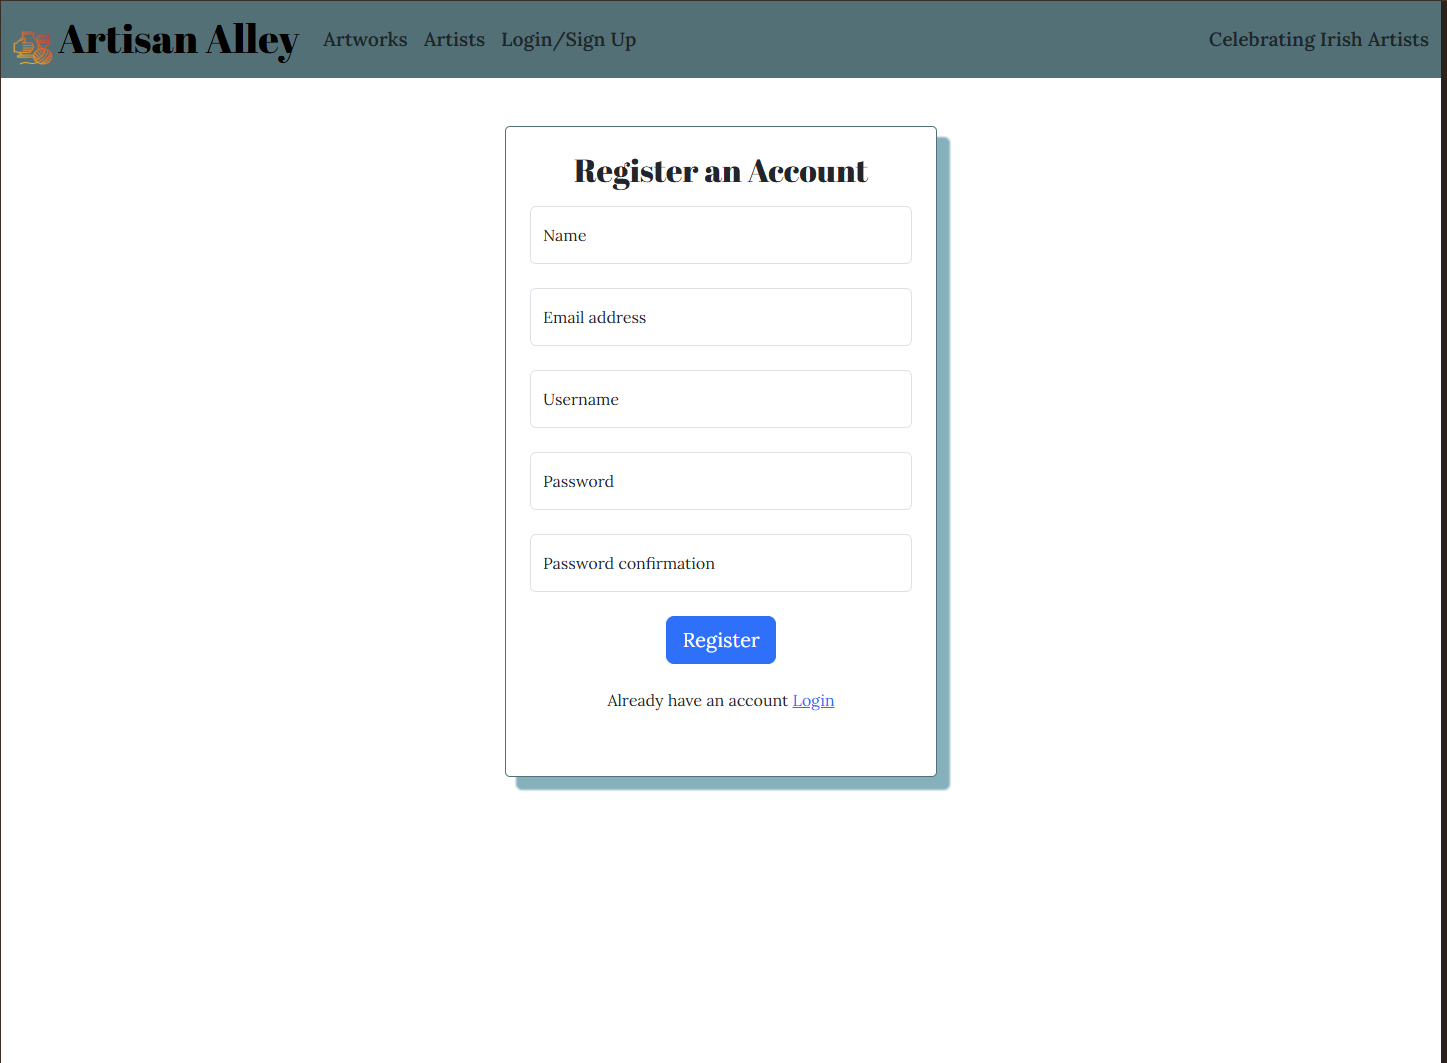 Artisan Alley Artworks Artists Login/Sign Up Celebrating Irish Artists
Register an Account
Name
Email address
Username
Password
Password confirmation
Register
Already have an account Login